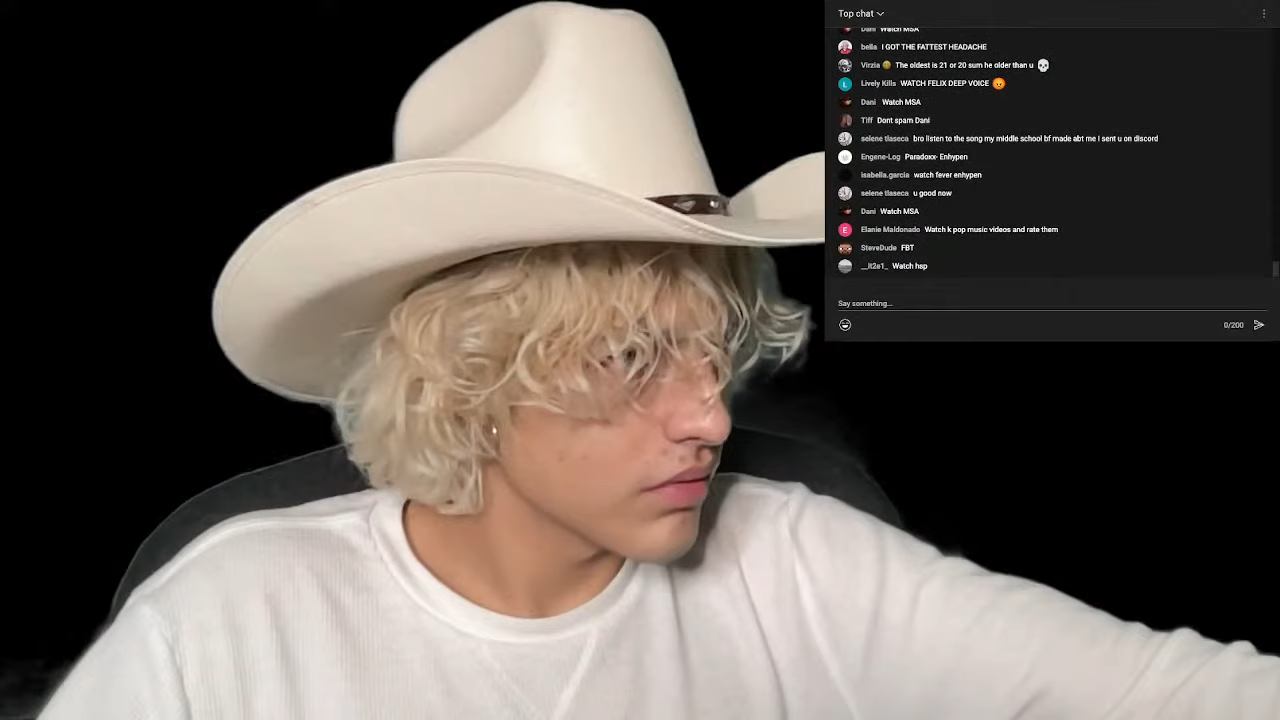 Top chat
Dani Watch MSA
bella I GOT THE FATTEST HEADACHE
Virzia The oldest is 21 or 20 sum he older than u
L Lively Kills WATCH FELIX DEEP VOICE
Dani Watch MSA
Tiff Dont spam Dani
selene tlaseca bro listen to the song my middle school bf made abt me I sent u on discord
Engene-Log Paradoxx- Enhypen
isabella.garcia watch fever enhypen
selene tlaseca u good now
Dani Watch MSA
E Elanie Maldonado Watch k pop music videos and rate them
SteveDude FBT
Watch hsp
Say something...
0/200